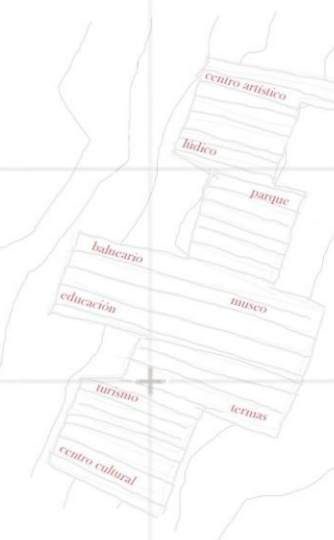 centro artístico
lúdico
parque
balneario
educación
museo
turismo
termas
centro cultural